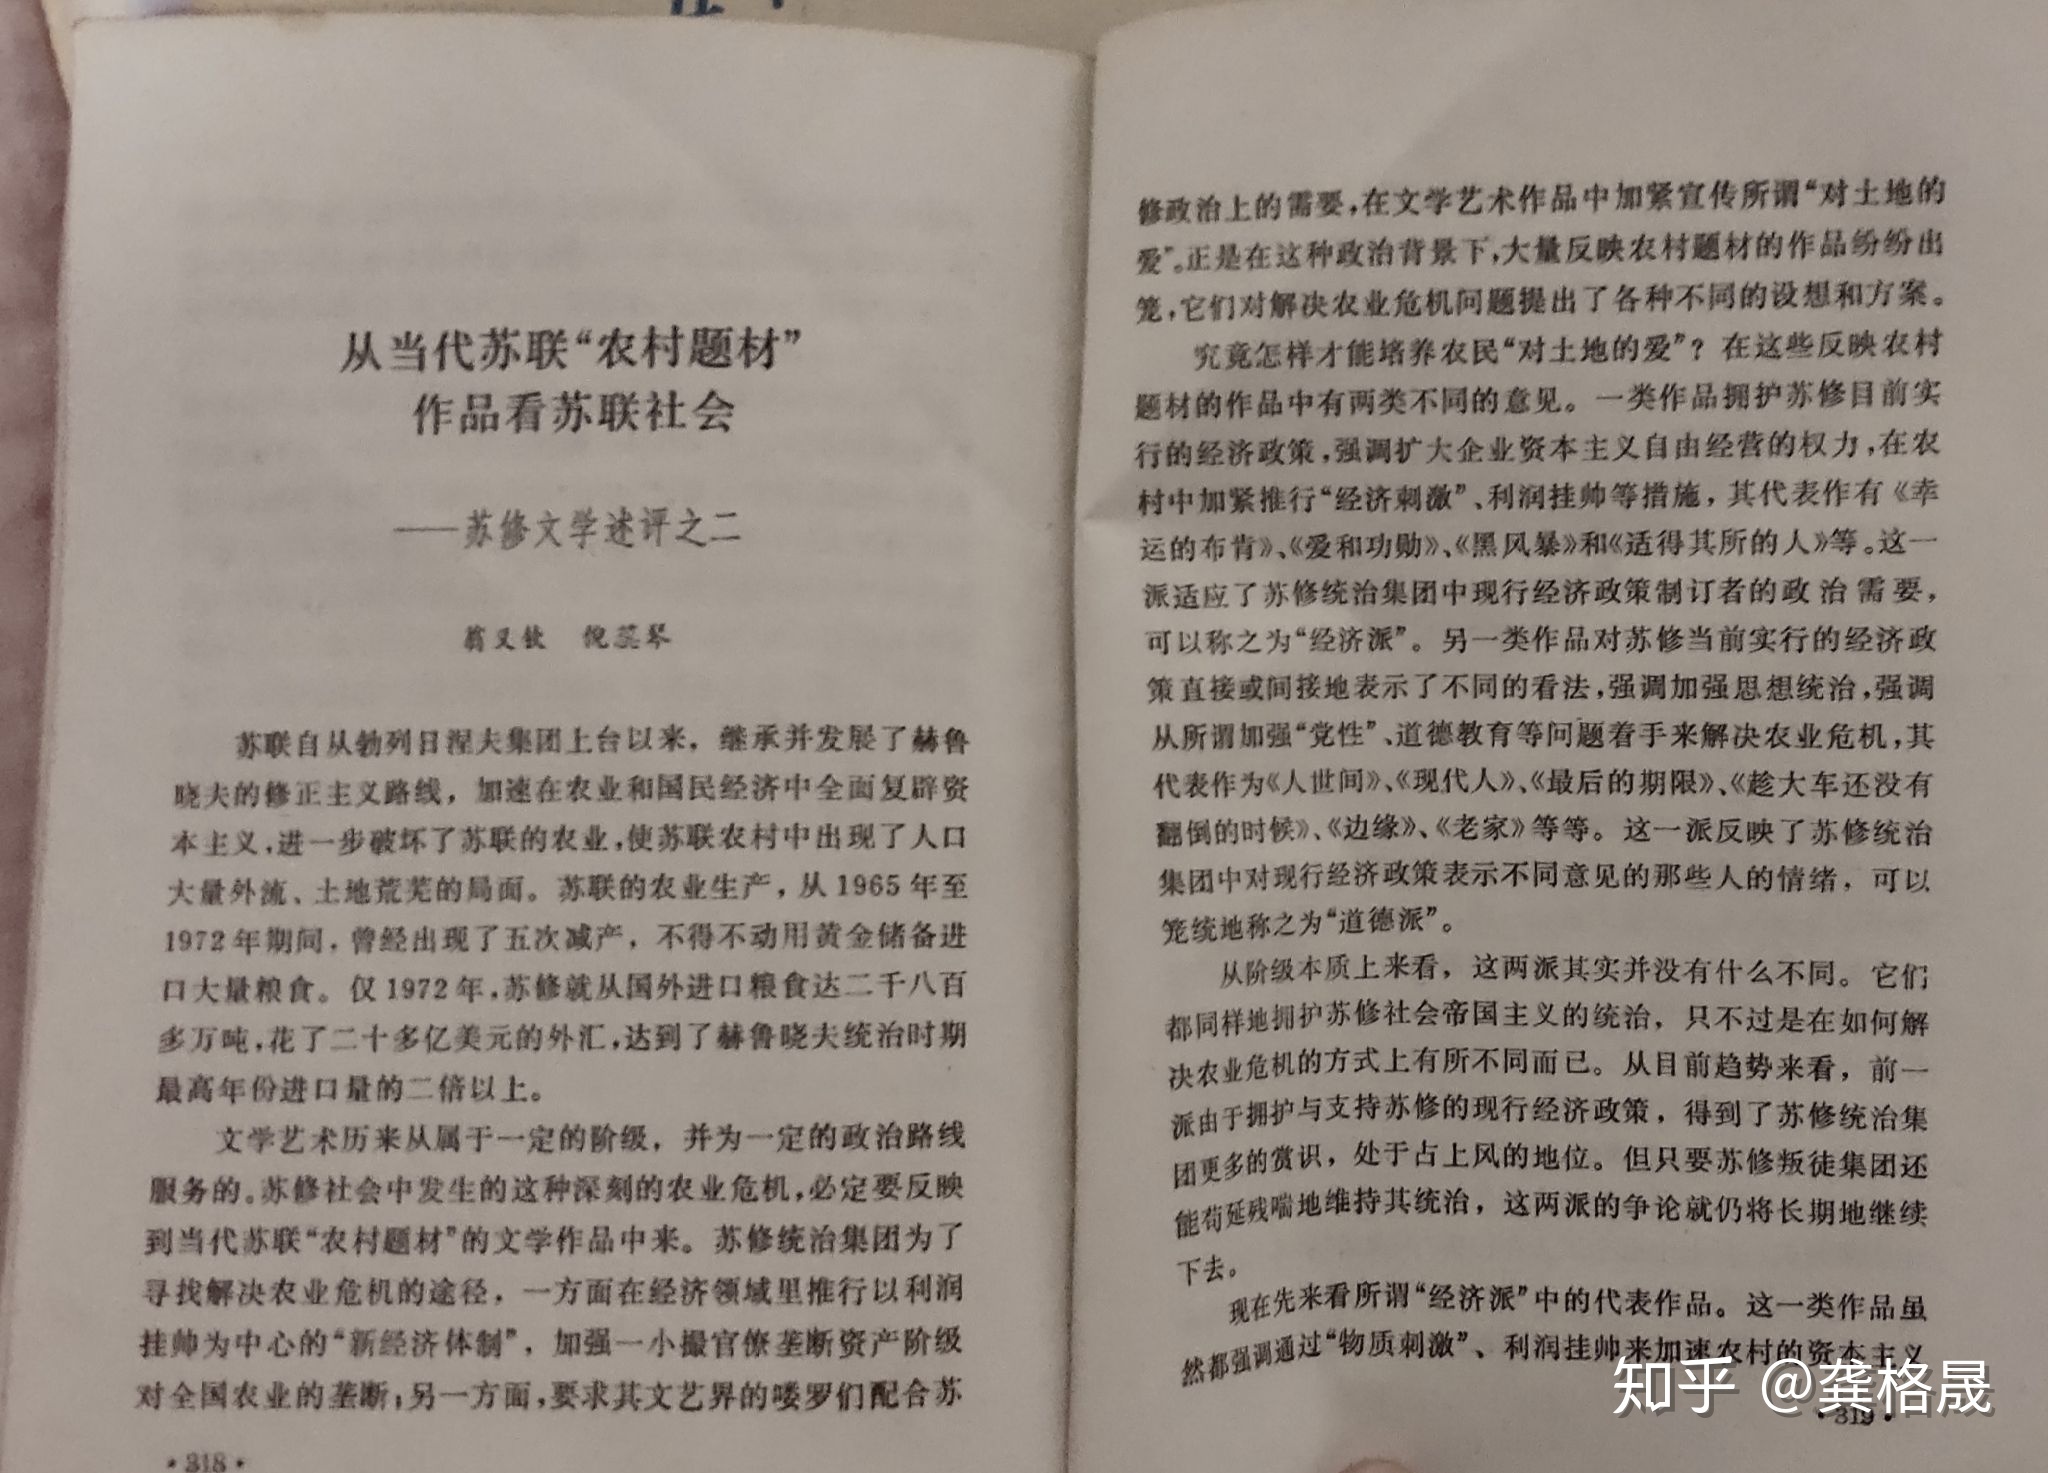 从当代苏联“农村题材”
作品看苏联社会
——苏修文学述评之二
翁义钦 倪蕊琴
苏联自从勃列日涅夫集团上台以来，继承并发展了赫鲁
晓夫的修正主义路线，加速在农业和国民经济中全面复辟资
本主义，进一步破坏了苏联的农业，使苏联农村中出现了人口
大量外流、土地荒芜的局面。苏联的农业生产，从1965年至
1972年期间，曾经出现了五次减产，不得不动用黄金储备进
口大量粮食。仅1972年，苏修就从国外进口粮食达二千八百
多万吨，花了二十多亿美元的外汇，达到了赫鲁晓夫统治时期
最高年份进口量的二倍以上。
文学艺术历来从属于一定的阶级，并为一定的政治路线
服务的。苏修社会中发生的这种深刻的农业危机，必定要反映
到当代苏联“农村题材”的文学作品中来。苏修统治集团为了
寻找解决农业危机的途径，一方面在经济领域里推行以利润
挂帅为中心的“新经济体制”，加强一小撮官僚垄断资产阶级
对全国农业的垄断；另一方面，要求其文艺界的喽罗们配合苏
·318·
修政治上的需要，在文学艺术作品中加紧宣传所谓“对土地的
爱”。正是在这种政治背景下，大量反映农村题材的作品纷纷出
笼，它们对解决农业危机问题提出了各种不同的设想和方案。
究竟怎样才能培养农民“对土地的爱”？在这些反映农村
题材的作品中有两类不同的意见。一类作品拥护苏修目前实
行的经济政策，强调扩大企业资本主义自由经营的权力，在农
村中加紧推行“经济刺激”、利润挂帅等措施，其代表作有《幸
运的布肯》、《爱和功勋》、《黑风暴》和《适得其所的人》等。这一
派适应了苏修统治集团中现行经济政策制订者的政治需要，
可以称之为“经济派”。另一类作品对苏修当前实行的经济政
策直接或间接地表示了不同的看法，强调加强思想统治，强调
从所谓加强“党性”、道德教育等问题着手来解决农业危机，其
代表作为《人世间》、《现代人》、《最后的期限》、《趁大车还没有
翻倒的时候》、《边缘》、《老家》等等。这一派反映了苏修统治
集团中对现行经济政策表示不同意见的那些人的情绪，可以
笼统地称之为“道德派”。
从阶级本质上来看，这两派其实并没有什么不同。它们
都同样地拥护苏修社会帝国主义的统治，只不过是在如何解
决农业危机的方式上有所不同而已。从目前趋势来看，前一
派由于拥护与支持苏修的现行经济政策，得到了苏修统治集
团更多的赏识，处于占上风的地位。但只要苏修叛徒集团还
能苟延残喘地维持其统治，这两派的争论就仍将长期地继续
下去。
现在先来看所谓“经济派”中的代表作品。这一类作品虽
然都强调通过“物质刺激”、利润挂帅来加速农村的资本主义
·319·
知乎 @龚格晟